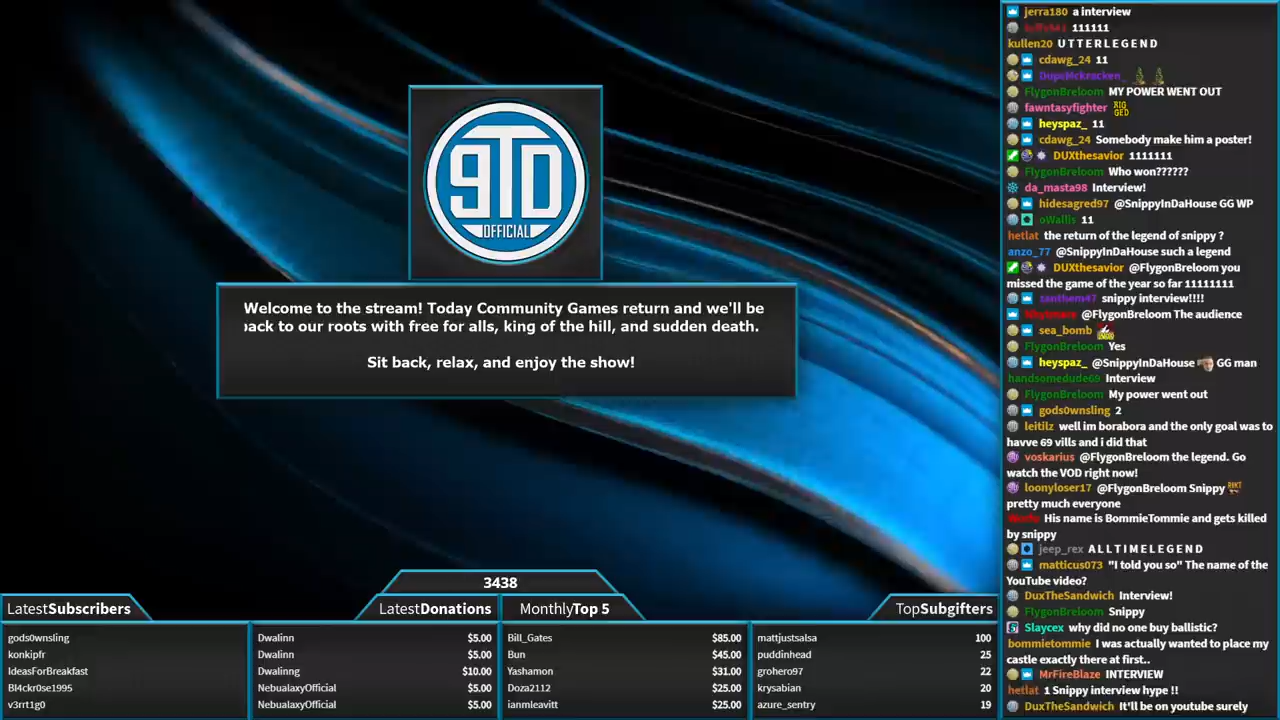 9TD
OFFICIAL
Welcome to the stream! Today Community Games return and we'll be
back to our roots with free for alls, king of the hill, and sudden death.
Sit back, relax, and enjoy the show!
3438
LatestSubscribers
gods0wnsling
konkipfr
IdeasForBreakfast
Bl4ckr0se1995
v3rrt1g0
LatestDonations
Dwalinn $5.00
Dwalinn $5.00
Dwalinng $10.00
NebualaxyOfficial $5.00
NebualaxyOfficial $5.00
MonthlyTop 5
Bill_Gates $85.00
Bun $45.00
Yashamon $31.00
Doza2112 $25.00
ianmleavitt $25.00
TopSubgifters
mattjustsalsa 100
puddinhead 25
grohero97 22
krysabian 20
azure_sentry 19
jerra180 a interview
111111
kullen20 U T T E R L E G E N D
cdawg_24 11
DupeMckracken_
FlygonBreloom MY POWER WENT OUT
fawntasyfighter RIG GED
heyspaz_ 11
cdawg_24 Somebody make him a poster!
DUXthesavior 1111111
FlygonBreloom Who won??????
da_masta98 Interview!
hidesagred97 @SnippyInDaHouse GG WP
oWallis 11
hetlat the return of the legend of snippy ?
anzo_77 @SnippyInDaHouse such a legend
DUXthesavior @FlygonBreloom you
missed the game of the year so far 11111111
xanthem47 snippy interview!!!!
@FlygonBreloom The audience
sea_bomb
FlygonBreloom Yes
heyspaz_ @SnippyInDaHouse GG man
handsomedude69 Interview
FlygonBreloom My power went out
gods0wnsling 2
leitilz well im borabora and the only goal was to
havve 69 vills and i did that
voskarius @FlygonBreloom the legend. Go
watch the VOD right now!
loonyloser17 @FlygonBreloom Snippy
pretty much everyone
His name is BommieTommie and gets killed
by snippy
jeep_rex A L L T I M E L E G E N D
matticus073 "I told you so" The name of the
YouTube video?
DuxTheSandwich Interview!
FlygonBreloom Snippy
Slaycex why did no one buy ballistic?
bommietommie I was actually wanted to place my
castle exactly there at first..
MrFireBlaze INTERVIEW
hetlat 1 Snippy interview hype !!
DuxTheSandwich It'll be on youtube surely